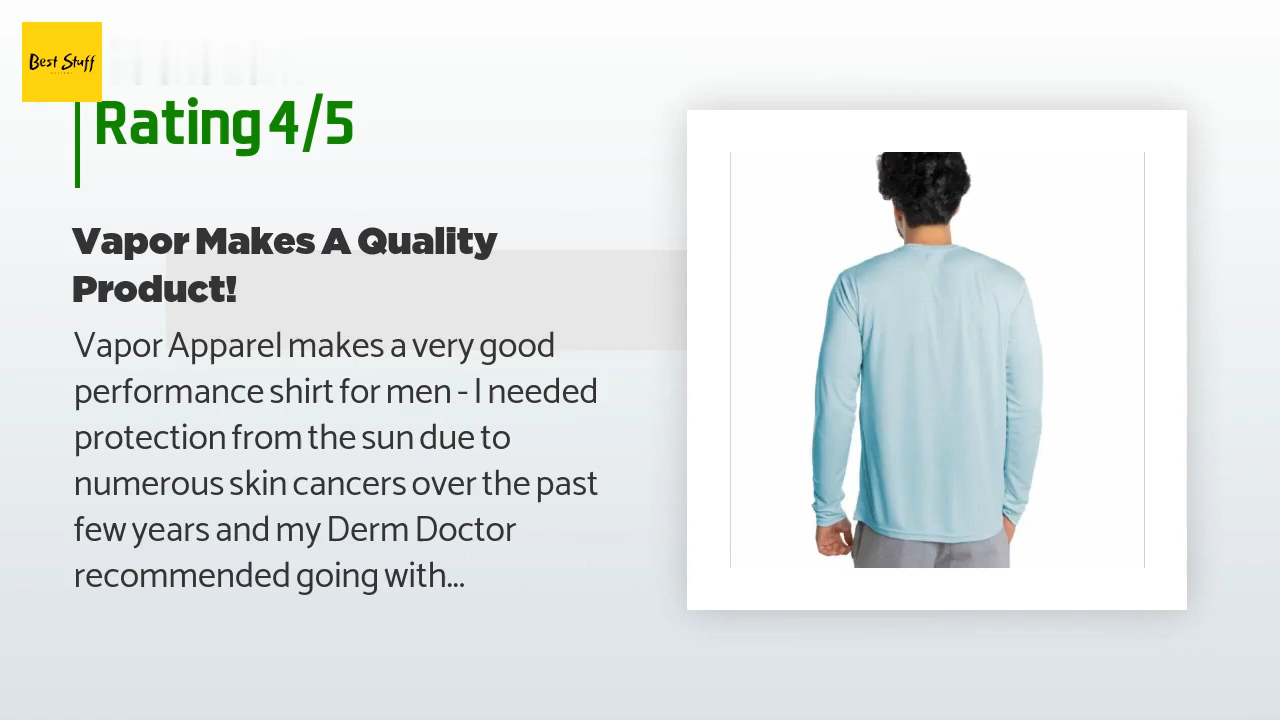 Best Stuff
Rating 4/5
Vapor Makes A Quality
Product!
Vapor Apparel makes a very good
performance shirt for men - I needed
protection from the sun due to
numerous skin cancers over the past
few years and my Derm Doctor
recommended going with...